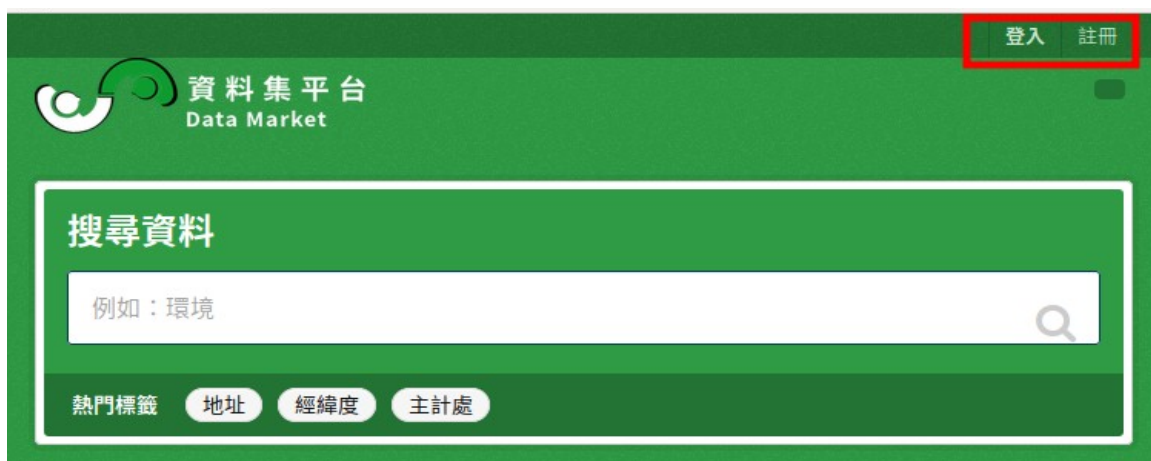 登入 註冊
資料集平台
Data Market
搜尋資料
例如：環境
熱門標籤 地址 經緯度 主計處